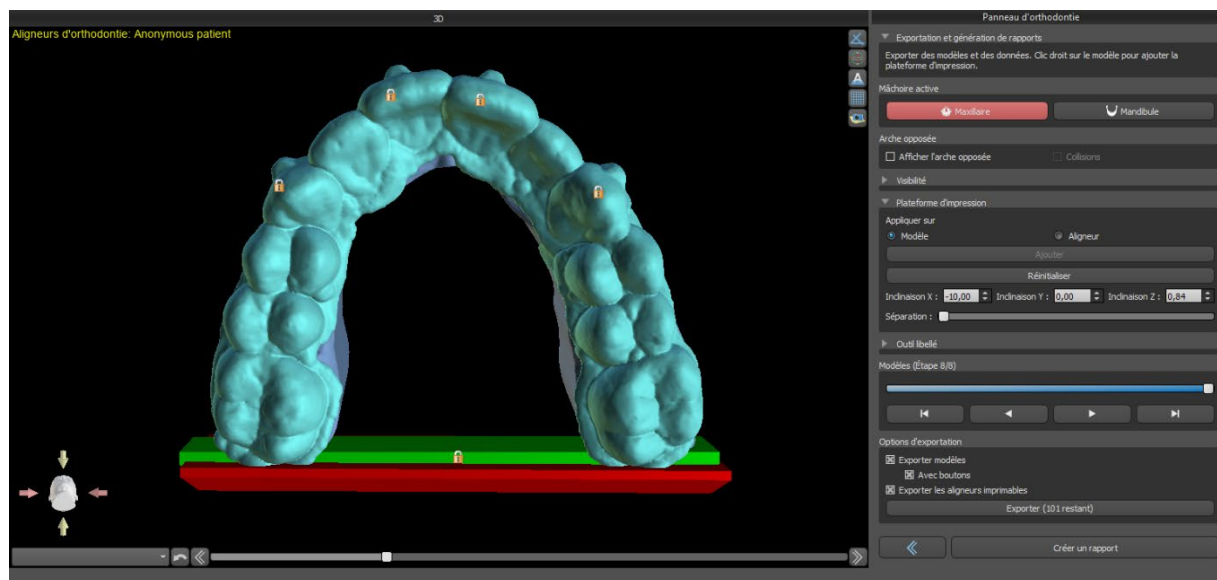 3D
Aligneurs d'orthodontie: Anonymous patient
A
Panneau d'orthodontie
Exportation et génération de rapports
Exporter des modèles et des données. Clic droit sur le modèle pour ajouter la
plateforme d'impression.
Mâchoire active
Maxillaire
Mandibule
Arche opposée
Afficher l'arche opposée
Collisions
Visibilité
Plateforme d'impression
Appliquer sur
Modèle
Aligneur
Ajouter
Réinitialiser
Indinaison X : -10,00 Indinaison Y : 0,00 Indinaison Z : 0,84
Séparation :
Outil libellé
Modèles (Étape 8/8)
Options d'exportation
Exporter modèles
Avec boutons
Exporter les aligneurs imprimables
Exporter (101 restant)
Créer un rapport